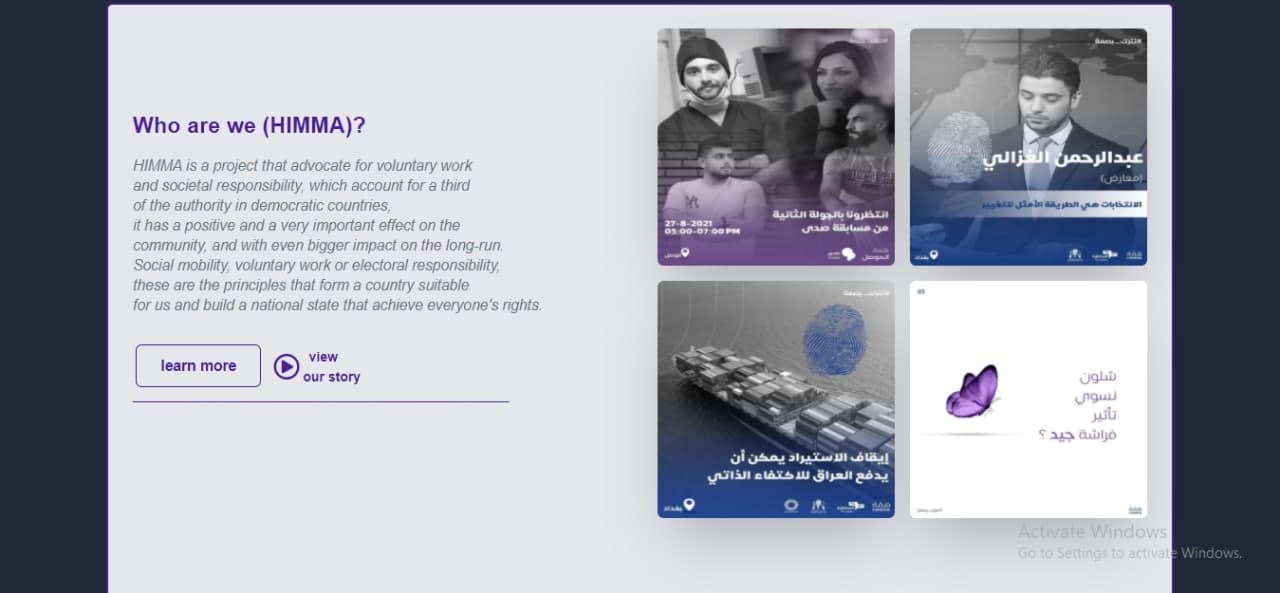 Who are we (HIMMA)?
HIMMA is a project that advocate for voluntary work
and societal responsibility, which account for a third
of the authority in democratic countries,
it has a positive and a very important effect on the
community, and with even bigger impact on the long-run.
Social mobility, voluntary work or electoral responsibility,
these are the principles that form a country suitable
for us and build a national state that achieve everyone's rights.
learn more
view
our story
انتظرونا بالجولة الثانية
من مسابقة صدى
27-8-2021
05:00-07:00 PM
الموصل
#نترك_بصمة
عبدالرحمن الغزالي
(معارض)
الانتخابات هي الطريقة الأمثل للتغيير
بغداد
#نترك_بصمة
إيقاف الاستيراد يمكن أن
يدفع العراق للاكتفاء الذاتي
بغداد
شلون
نسوي
تأثير
فراشة جيد ؟
Activate Windows
Go to Settings to activate Windows.